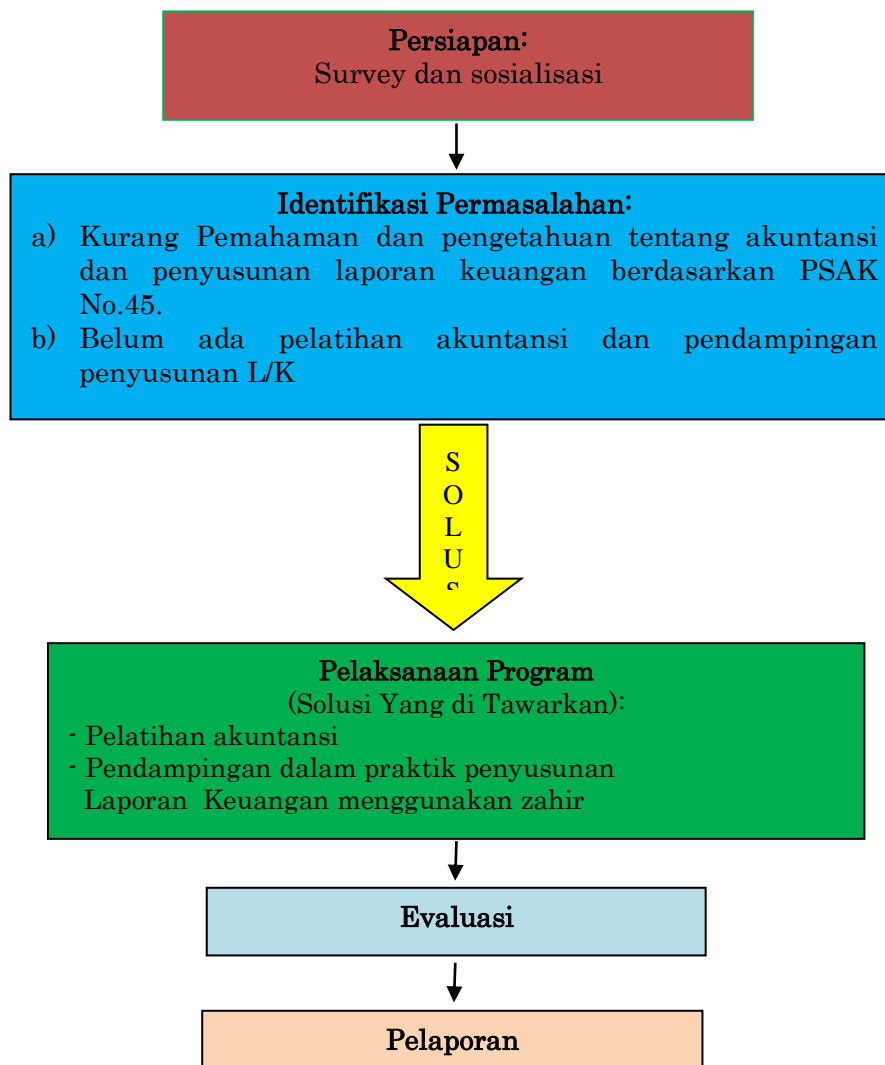 Persiapan:
Survey dan sosialisasi
Identifikasi Permasalahan:
a) Kurang Pemahaman dan pengetahuan tentang akuntansi
dan penyusunan laporan keuangan berdasarkan PSAK
No.45.
b) Belum ada pelatihan akuntansi dan pendampingan
penyusunan L/K
S
O
L
U
S
Pelaksanaan Program
(Solusi Yang di Tawarkan):
- Pelatihan akuntansi
- Pendampingan dalam praktik penyusunan
Laporan Keuangan menggunakan zahir
Evaluasi
Pelaporan